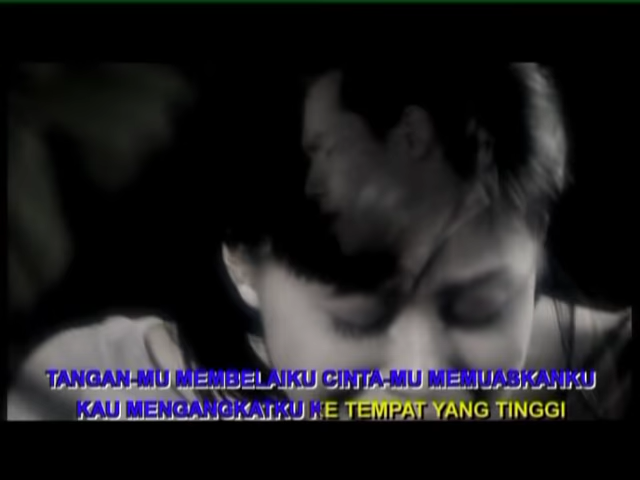 TANGAN-MU MEMBELAIKU CINTA-MU MEMUASKANKU
KAU MENGANGKATKU KE TEMPAT YANG TINGGI